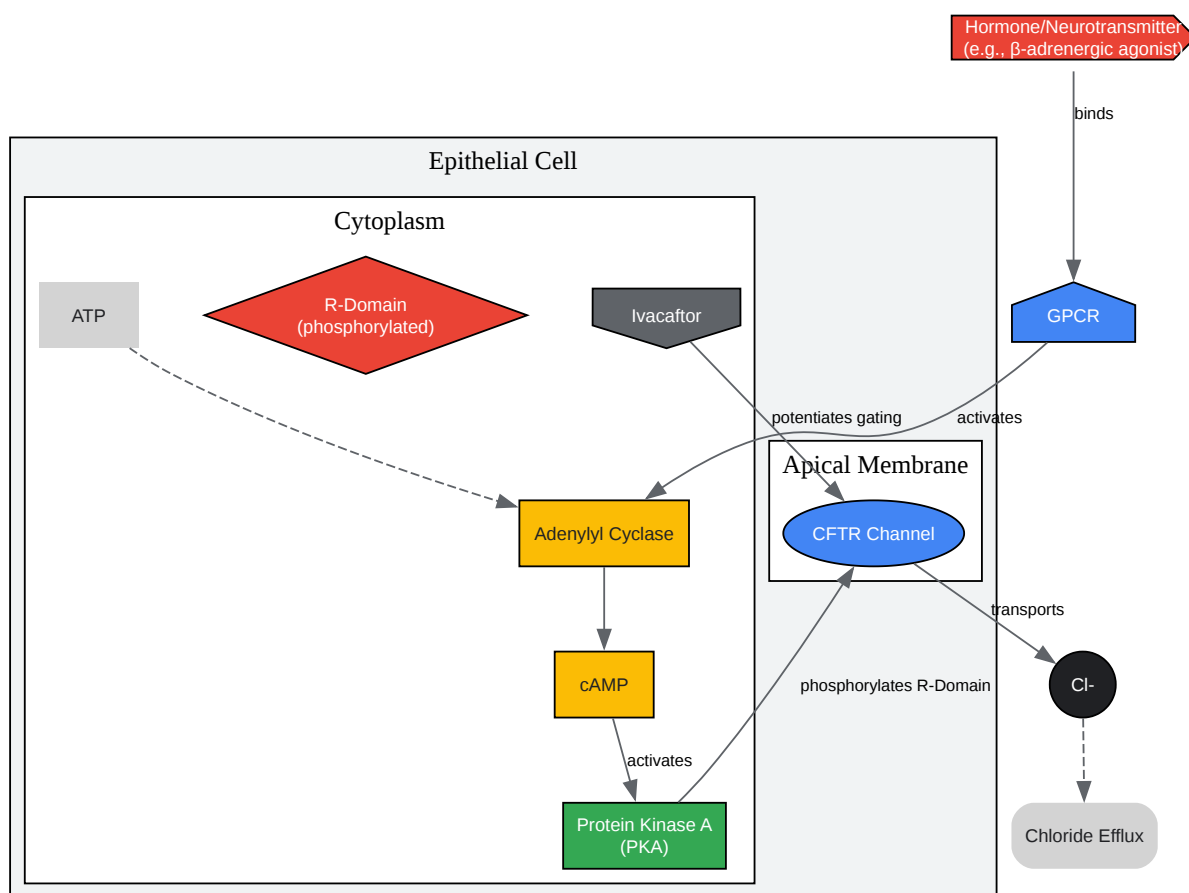 Hormone/Neurotransmitter
(e.g., β-adrenergic agonist)
binds
Epithelial Cell
Cytoplasm
ATP
R-Domain
(phosphorylated)
Ivacaftor
GPCR
potentiates gating
activates
Apical Membrane
Adenylyl Cyclase
CFTR Channel
transports
cAMP
phosphorylates R-Domain
Cl-
activates
Protein Kinase A
(PKA)
Chloride Efflux